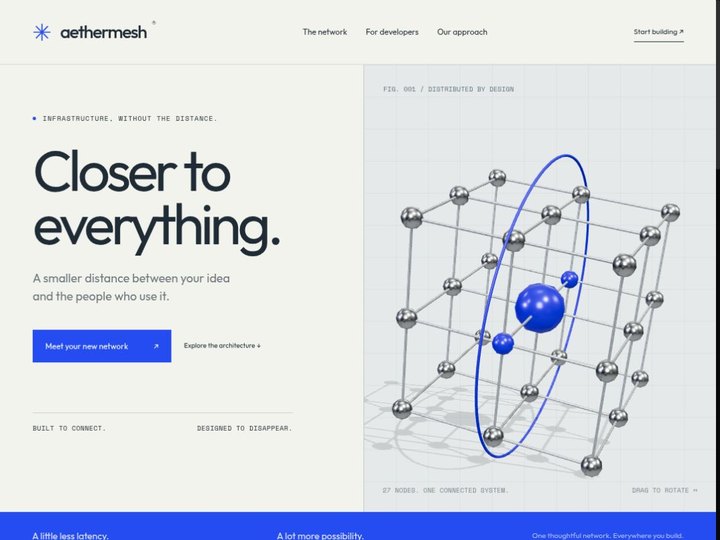 aethermesh
The network
For developers
Our approach
Start building ↗
INFRASTRUCTURE, WITHOUT THE DISTANCE.
Closer to
everything.
A smaller distance between your idea
and the people who use it.
Meet your new network ↗
Explore the architecture ↓
BUILT TO CONNECT.
DESIGNED TO DISAPPEAR.
FIG. 001 / DISTRIBUTED BY DESIGN
27 NODES. ONE CONNECTED SYSTEM.
DRAG TO ROTATE ↔
A little less latency.
A lot more possibility.
One thoughtful network. Everywhere you build.